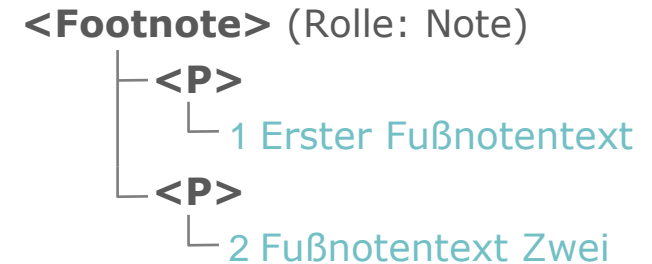 <Footnote> (Rolle: Note)
<P>
1 Erster Fußnotentext
<P>
2 Fußnotentext Zwei